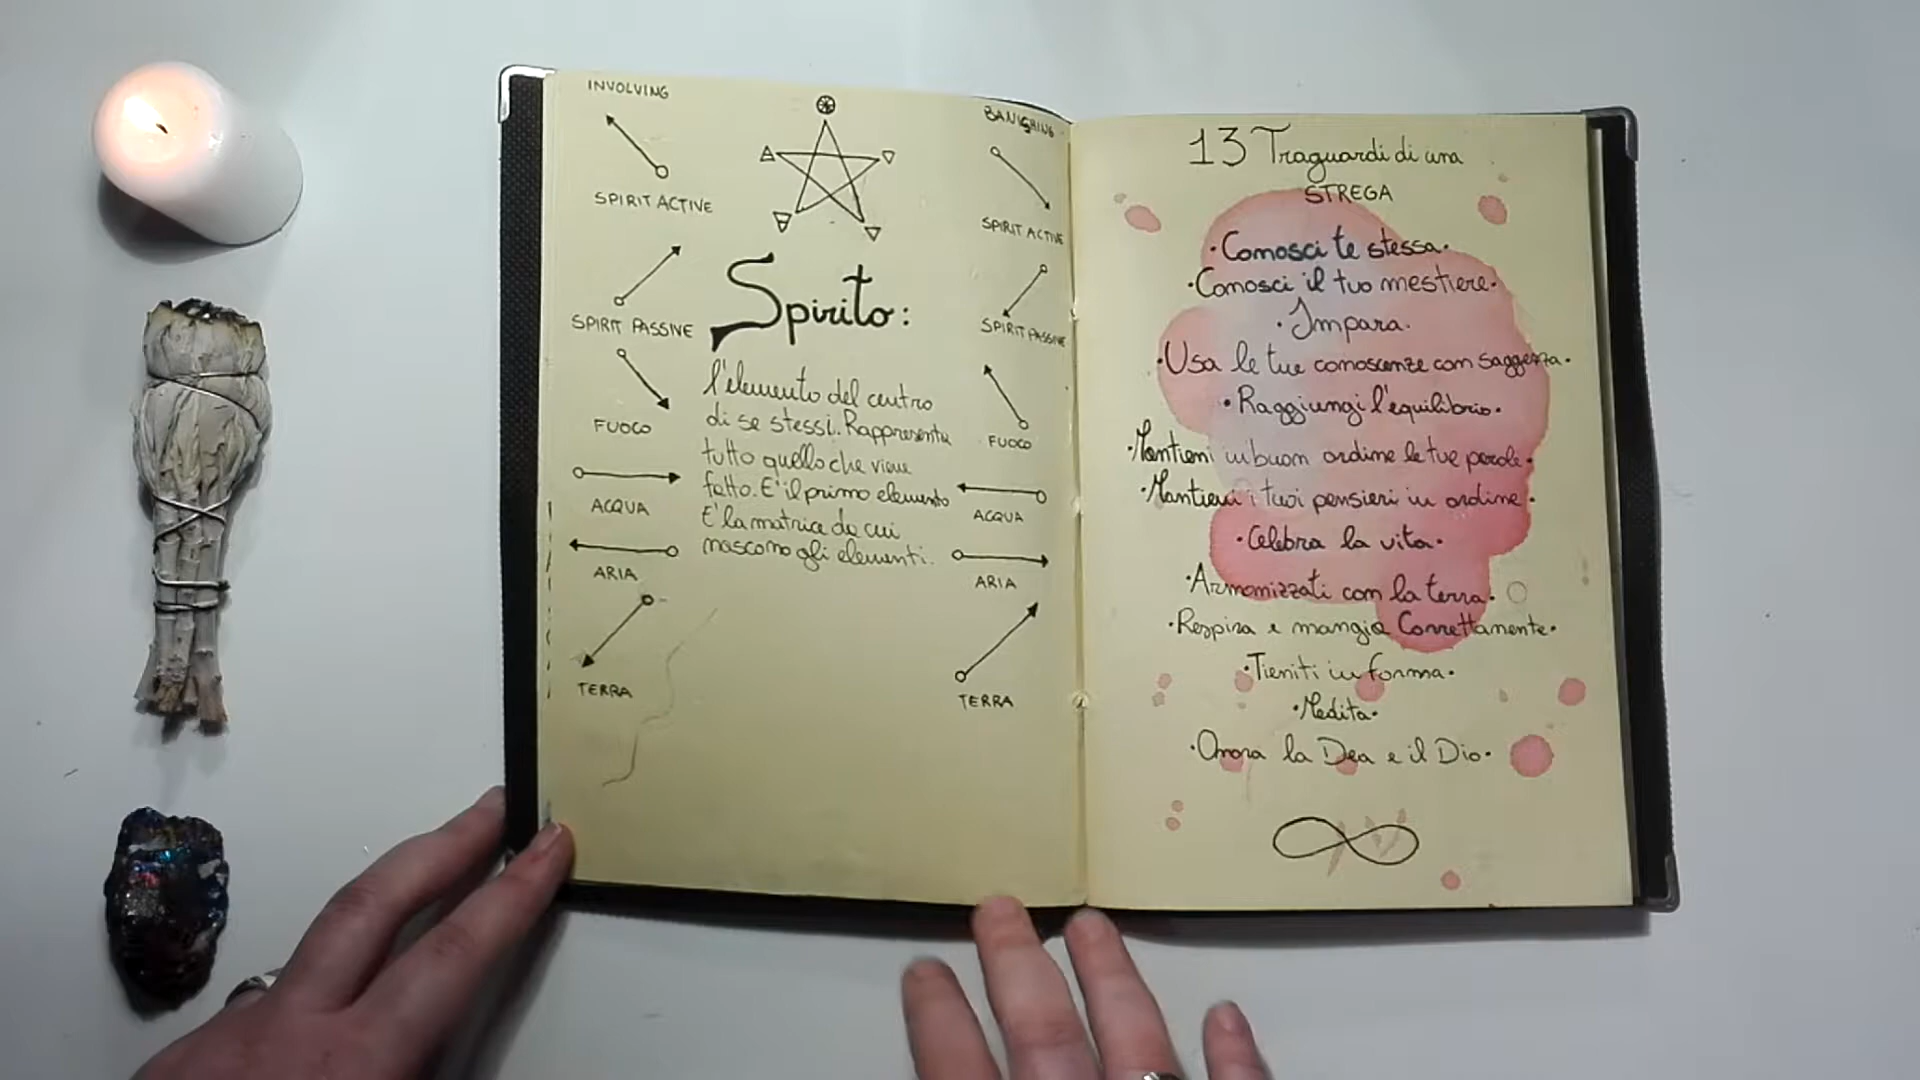 INVOLVING
SPIRIT ACTIVE
SPIRIT PASSIVE
FUOCO
ACQUA
ARIA
TERRA
Spirito:
l'elemento del centro
di se stessi. Rappresenta
tutto quello che viene
fatto. E' il primo elemento
E' la matrice da cui
nascono gli elementi.
BANISHING
SPIRIT ACTIVE
SPIRIT PASSIVE
FUOCO
ACQUA
ARIA
TERRA
13 Traguardi di una
STREGA
• Conosci te stessa •
• Conosci il tuo mestiere •
• Impara •
• Usa le tue conoscenze con saggezza •
• Raggiungi l'equilibrio •
• Mantieni in buon ordine le tue parole •
• Mantieni i tuoi pensieri in ordine •
• Celebra la vita •
• Armonizzati con la terra •
• Respira e mangia Correttamente •
• Tieniti in forma •
• Medita •
• Onora la Dea e il Dio •